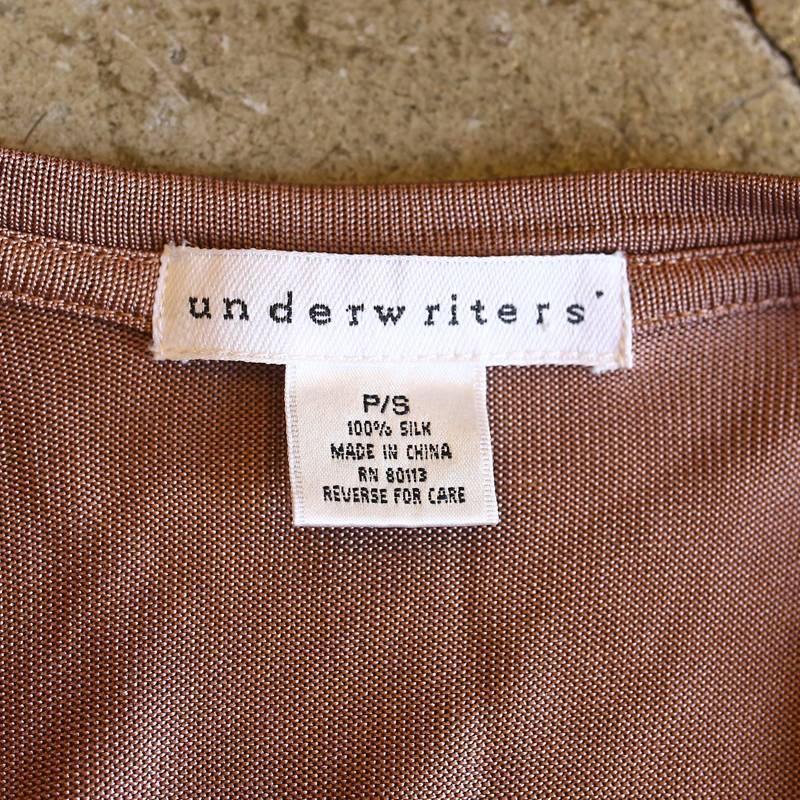 underwriters'
P/S
100% SILK
MADE IN CHINA
RN 80113
REVERSE FOR CARE